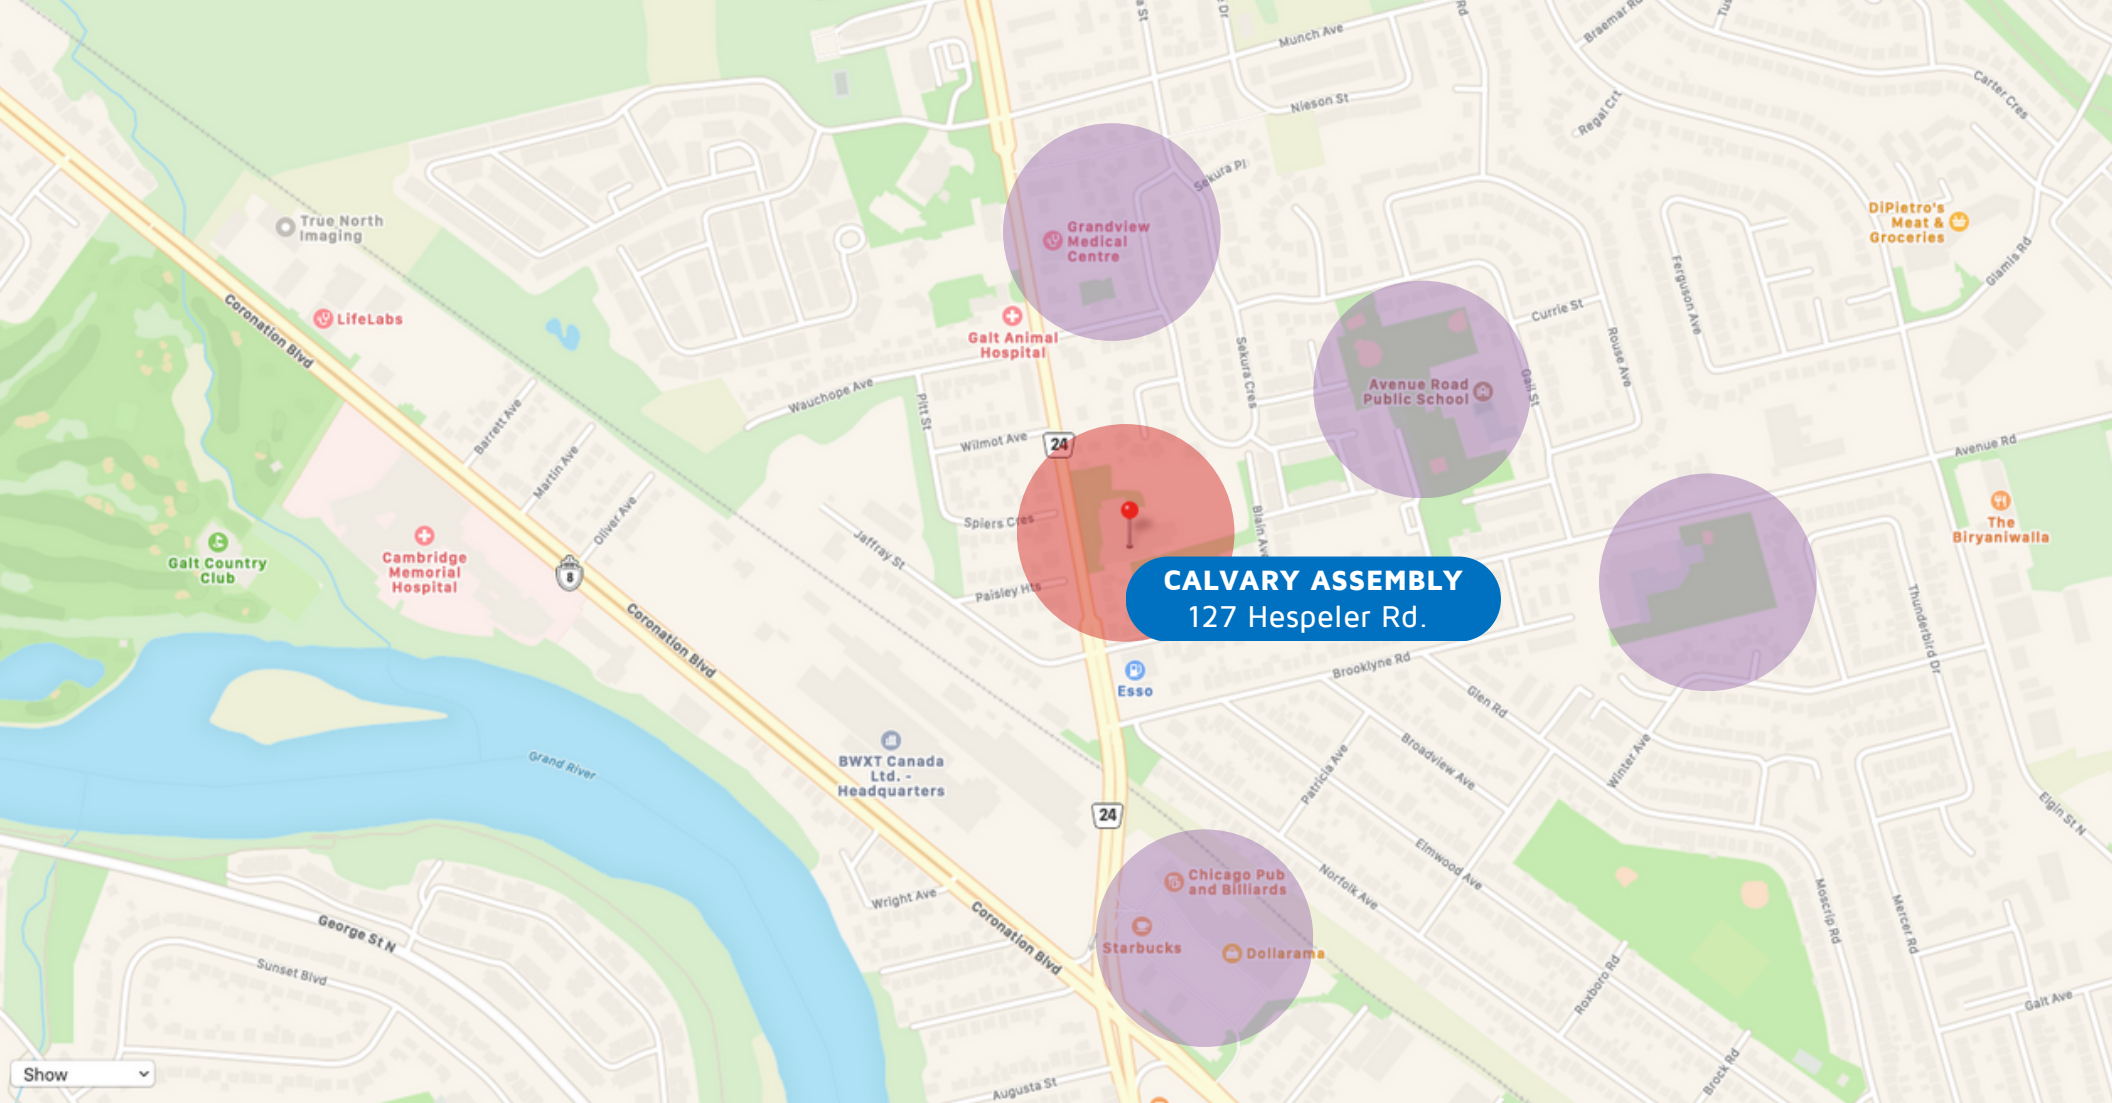 Munch Ave
Braemar Rd
Nieson St
Regal Crt
Carter Cres
Sekura Pl
True North
Imaging
Grandview
Medical
Centre
DiPietro's
Meat &
Groceries
Glamis Rd
Ferguson Ave
Coronation Blvd
LifeLabs
Galt Animal
Hospital
Currie St
Rouse Ave
Sekura Cres
Wauchope Ave
Pitt St
Avenue Road
Public School
Gail St
Barrett Ave
Martin Ave
Oliver Ave
Wilmot Ave
24
Avenue Rd
Spiers Cres
Blain Ave
The
Biryaniwalla
Galt Country
Club
Cambridge
Memorial
Hospital
8
Jaffray St
Paisley Hts
CALVARY ASSEMBLY
127 Hespeler Rd.
Thunderbird Dr
Coronation Blvd
Esso
Brooklyne Rd
Glen Rd
Grand River
BWXT Canada
Ltd. -
Headquarters
Patricia Ave
Broadview Ave
Winter Ave
24
Elgin St N
Chicago Pub
and Billiards
Elmwood Ave
Norfolk Ave
Moscrip Rd
Mercer Rd
Wright Ave
Coronation Blvd
Starbucks
Dollarama
George St N
Sunset Blvd
Roxboro Rd
Galt Ave
Show
Augusta St
Brock Rd